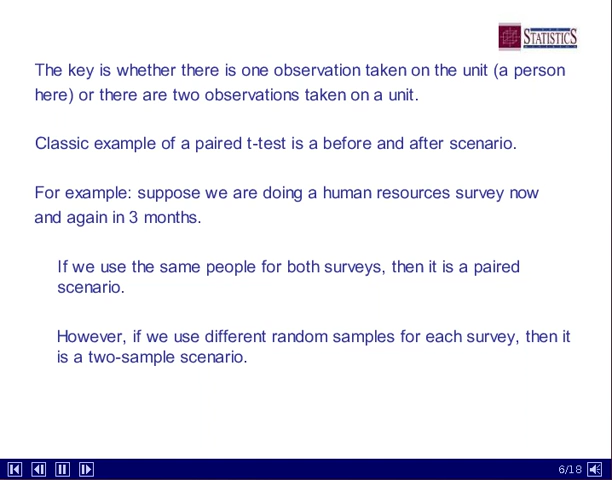 STATISTICS
The key is whether there is one observation taken on the unit (a person
here) or there are two observations taken on a unit.
Classic example of a paired t-test is a before and after scenario.
For example: suppose we are doing a human resources survey now
and again in 3 months.
If we use the same people for both surveys, then it is a paired
scenario.
However, if we use different random samples for each survey, then it
is a two-sample scenario.
6/18